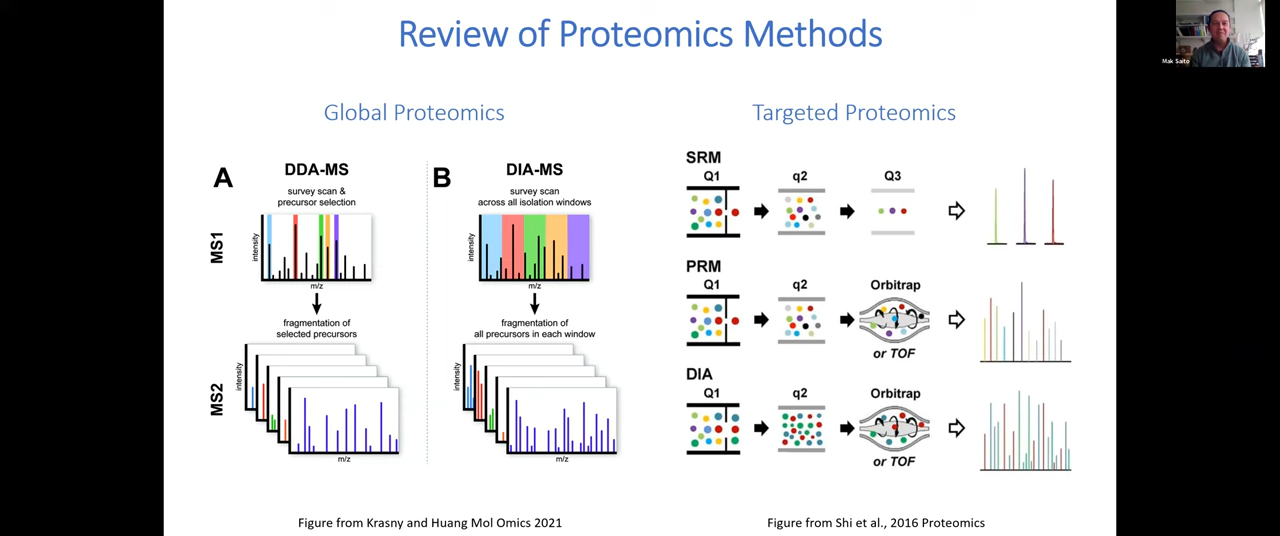 Review of Proteomics Methods
Mak Saito
Global Proteomics
A
DDA-MS
survey scan &
precursor selection
MS1
intensity
m/z
fragmentation of
selected precursors
MS2
intensity
m/z
B
DIA-MS
survey scan
across all isolation windows
intensity
m/z
fragmentation of
all precursors in each window
intensity
m/z
Figure from Krasny and Huang Mol Omics 2021
Targeted Proteomics
SRM
Q1
q2
Q3
PRM
Q1
q2
Orbitrap
or TOF
DIA
Q1
q2
Orbitrap
or TOF
Figure from Shi et al., 2016 Proteomics